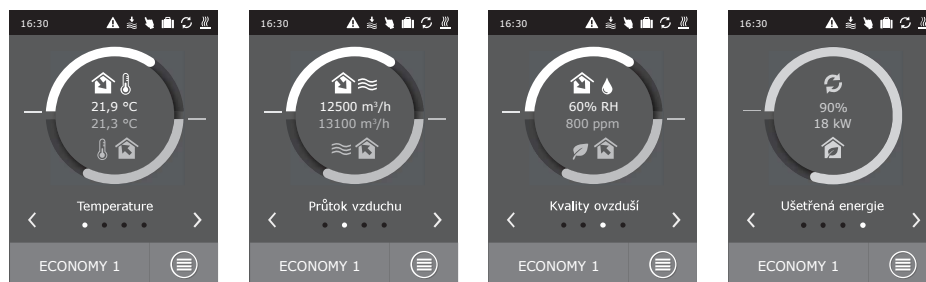 16:30
21,9 °C
21,3 °C
Temperature
ECONOMY 1
16:30
12500 m³/h
13100 m³/h
Průtok vzduchu
ECONOMY 1
16:30
60% RH
800 ppm
Kvality ovzduší
ECONOMY 1
16:30
90%
18 kW
Ušetřená energie
ECONOMY 1